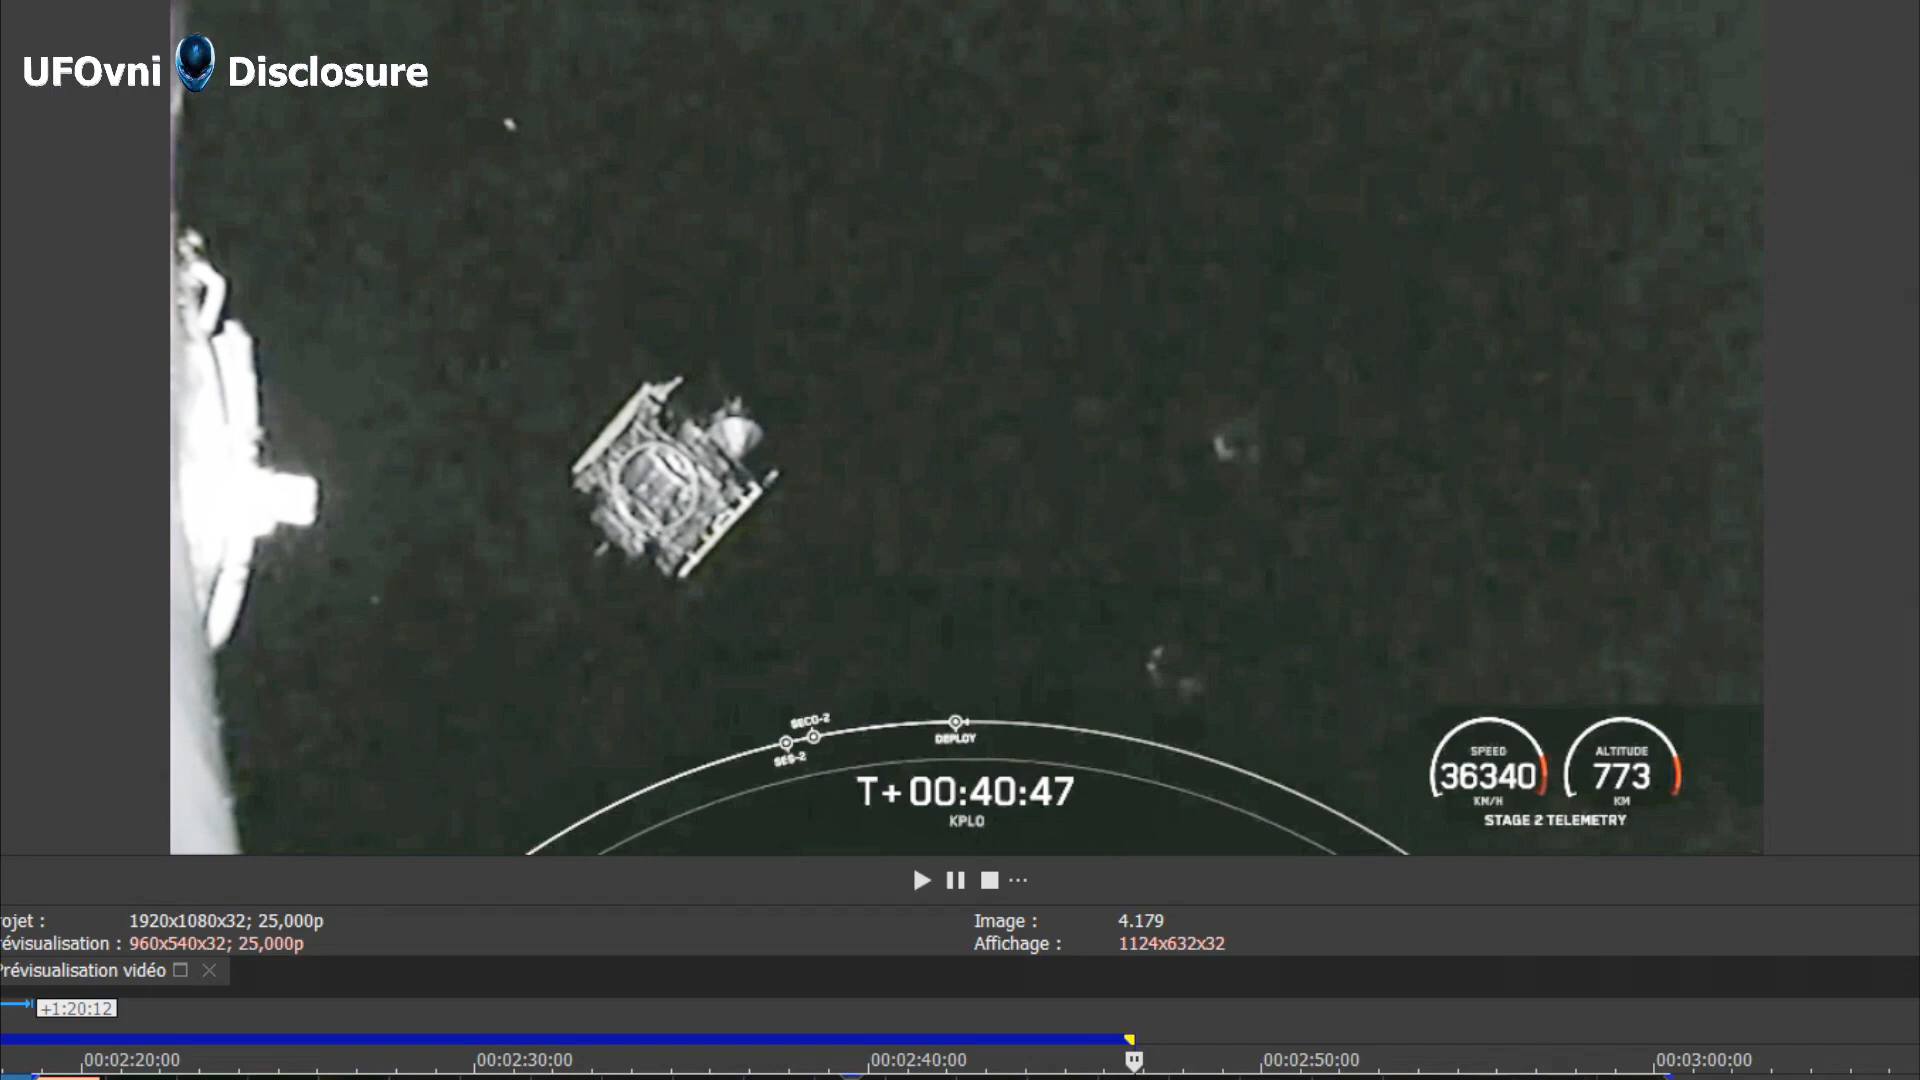 UFOvni Disclosure
SECO-2
SES-2
DEPLOY
T+ 00:40:47
KPLO
SPEED
36340
KM/H
ALTITUDE
773
KM
STAGE 2 TELEMETRY
ojet : 1920x1080x32; 25,000p
Image : 4.179
évisualisation : 960x540x32; 25,000p
Affichage : 1124x632x32
Prévisualisation vidéo
+1:20:12
00:02:20:00 00:02:30:00 00:02:40:00 00:02:50:00 00:03:00:00